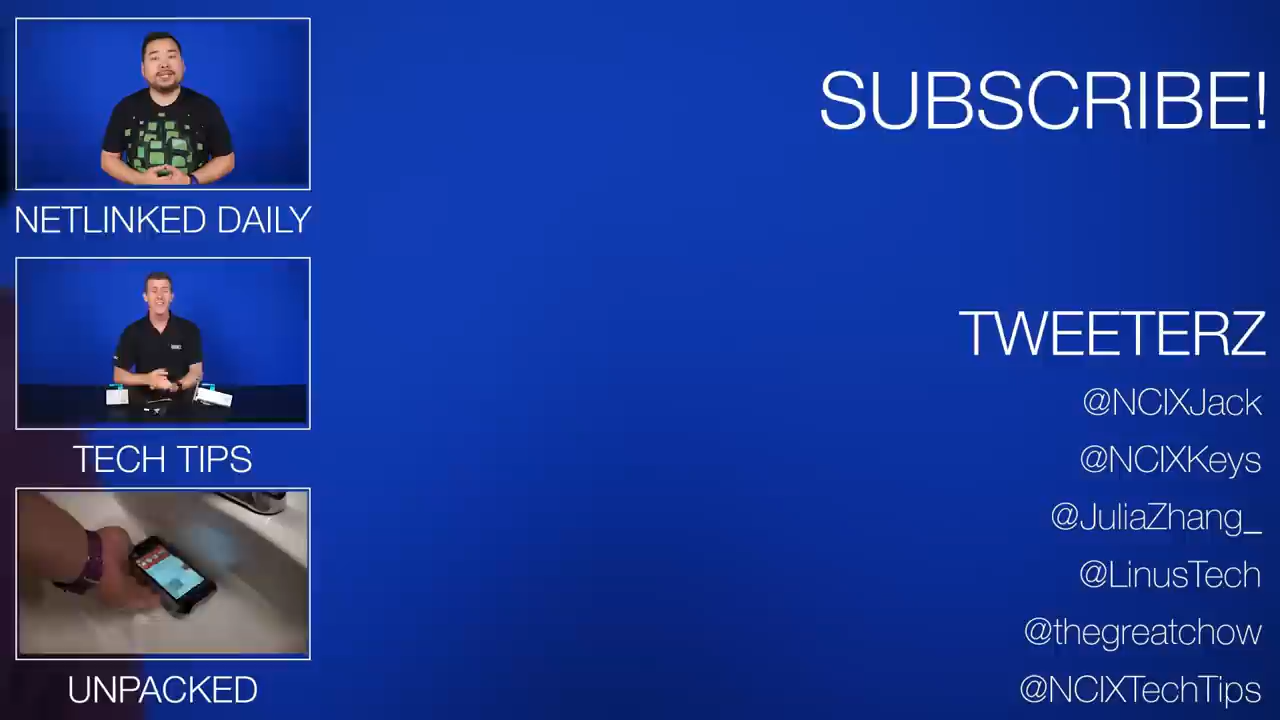 NETLINKED DAILY
TECH TIPS
UNPACKED
SUBSCRIBE!
TWEETERZ
@NCIXJack
@NCIXKeys
@JuliaZhang_
@LinusTech
@thegreatchow
@NCIXTechTips